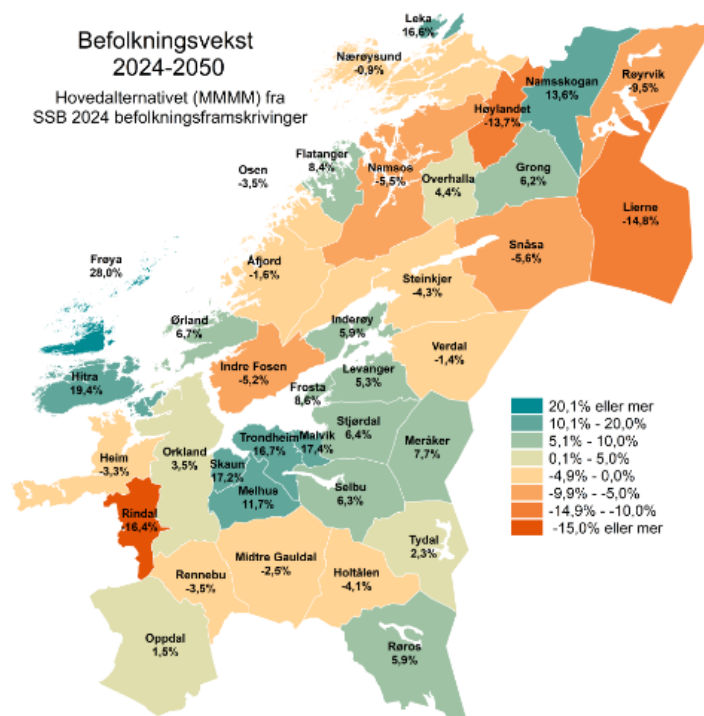 Befolkningsvekst
2024-2050
Hovedalternativet (MMMM) fra
SSB 2024 befolkningsframskrivinger
Leka
16,6%
Nærøysund
-0,9%
Namsskogan
13,6%
Røyrvik
-9,5%
Høylandet
-13,7%
Flatanger
8,4%
Osen
-3,5%
Namsos
-5,5%
Overhalla
4,4%
Grong
6,2%
Lierne
-14,8%
Snåsa
-5,6%
Frøya
28,0%
Åfjord
-1,6%
Steinkjer
-4,3%
Ørland
6,7%
Inderøy
5,9%
Verdal
-1,4%
Indre Fosen
-5,2%
Levanger
5,3%
Hitra
19,4%
Frosta
8,6%
Stjørdal
6,4%
Meråker
7,7%
Trondheim
16,7%
Malvik
17,4%
Orkland
3,5%
Heim
-3,3%
Skaun
17,2%
Melhus
11,7%
Selbu
6,3%
Rindal
-16,4%
Tydal
2,3%
Midtre Gauldal
-2,5%
Rennebu
-3,5%
Holtålen
-4,1%
Oppdal
1,5%
Røros
5,9%
20,1% eller mer
10,1% - 20,0%
5,1% - 10,0%
0,1% - 5,0%
-4,9% - 0,0%
-9,9% - -5,0%
-14,9% - -10.0%
-15,0% eller mer